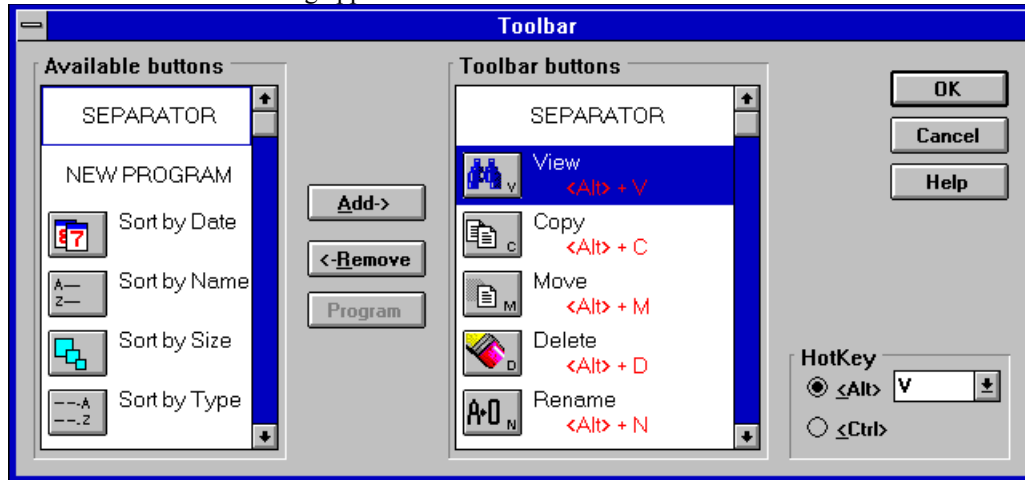 Toolbar
Available buttons
SEPARATOR
NEW PROGRAM
87
Sort by Date
A—
Z—
Sort by Name
Sort by Size
---A
--.Z
Sort by Type
Add->
<-Remove
Program
Toolbar buttons
SEPARATOR
V
View
<Alt> + V
C
Copy
<Alt> + C
M
Move
<Alt> + M
D
Delete
<Alt> + D
A▸O N
Rename
<Alt> + N
OK
Cancel
Help
HotKey
<Alt> V
<Ctrl>